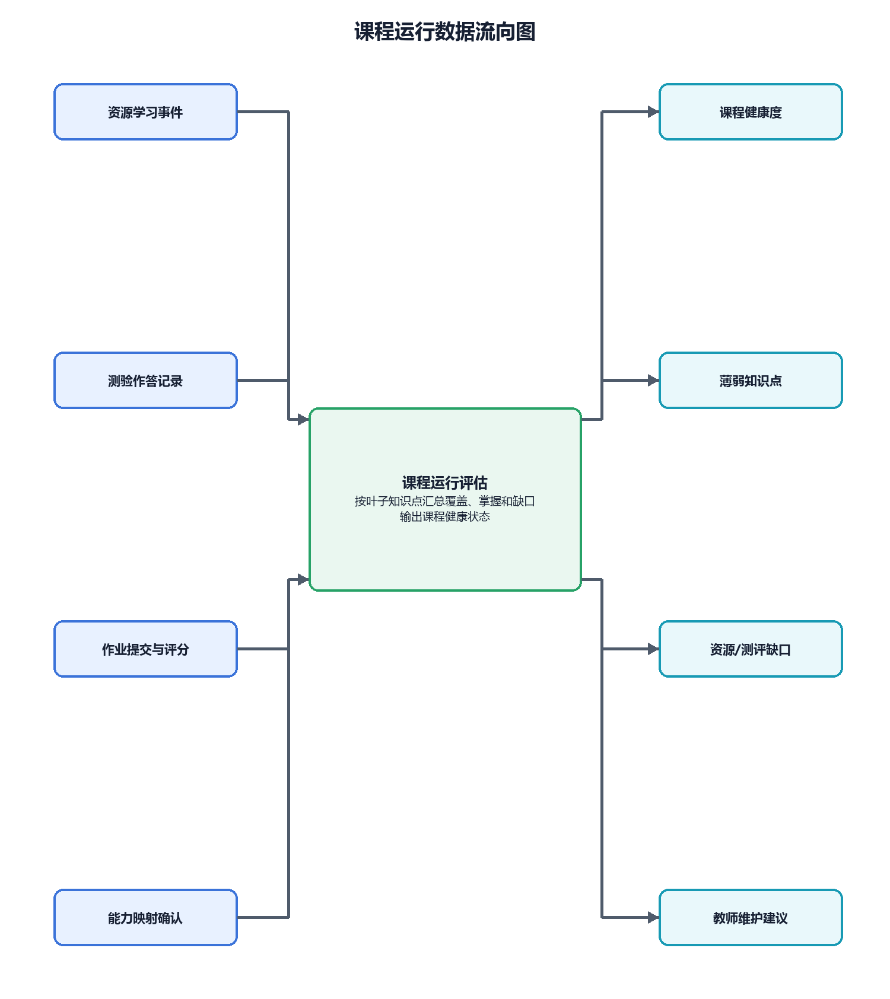 课程运行数据流向图
资源学习事件
课程健康度
测验作答记录
薄弱知识点
课程运行评估
按叶子知识点汇总覆盖、掌握和缺口
输出课程健康状态
作业提交与评分
资源/测评缺口
能力映射确认
教师维护建议